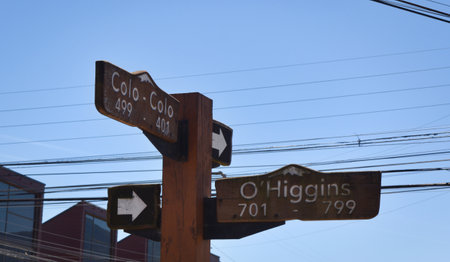 Colo - Colo
499 - 401
O'Higgins
701 - 799